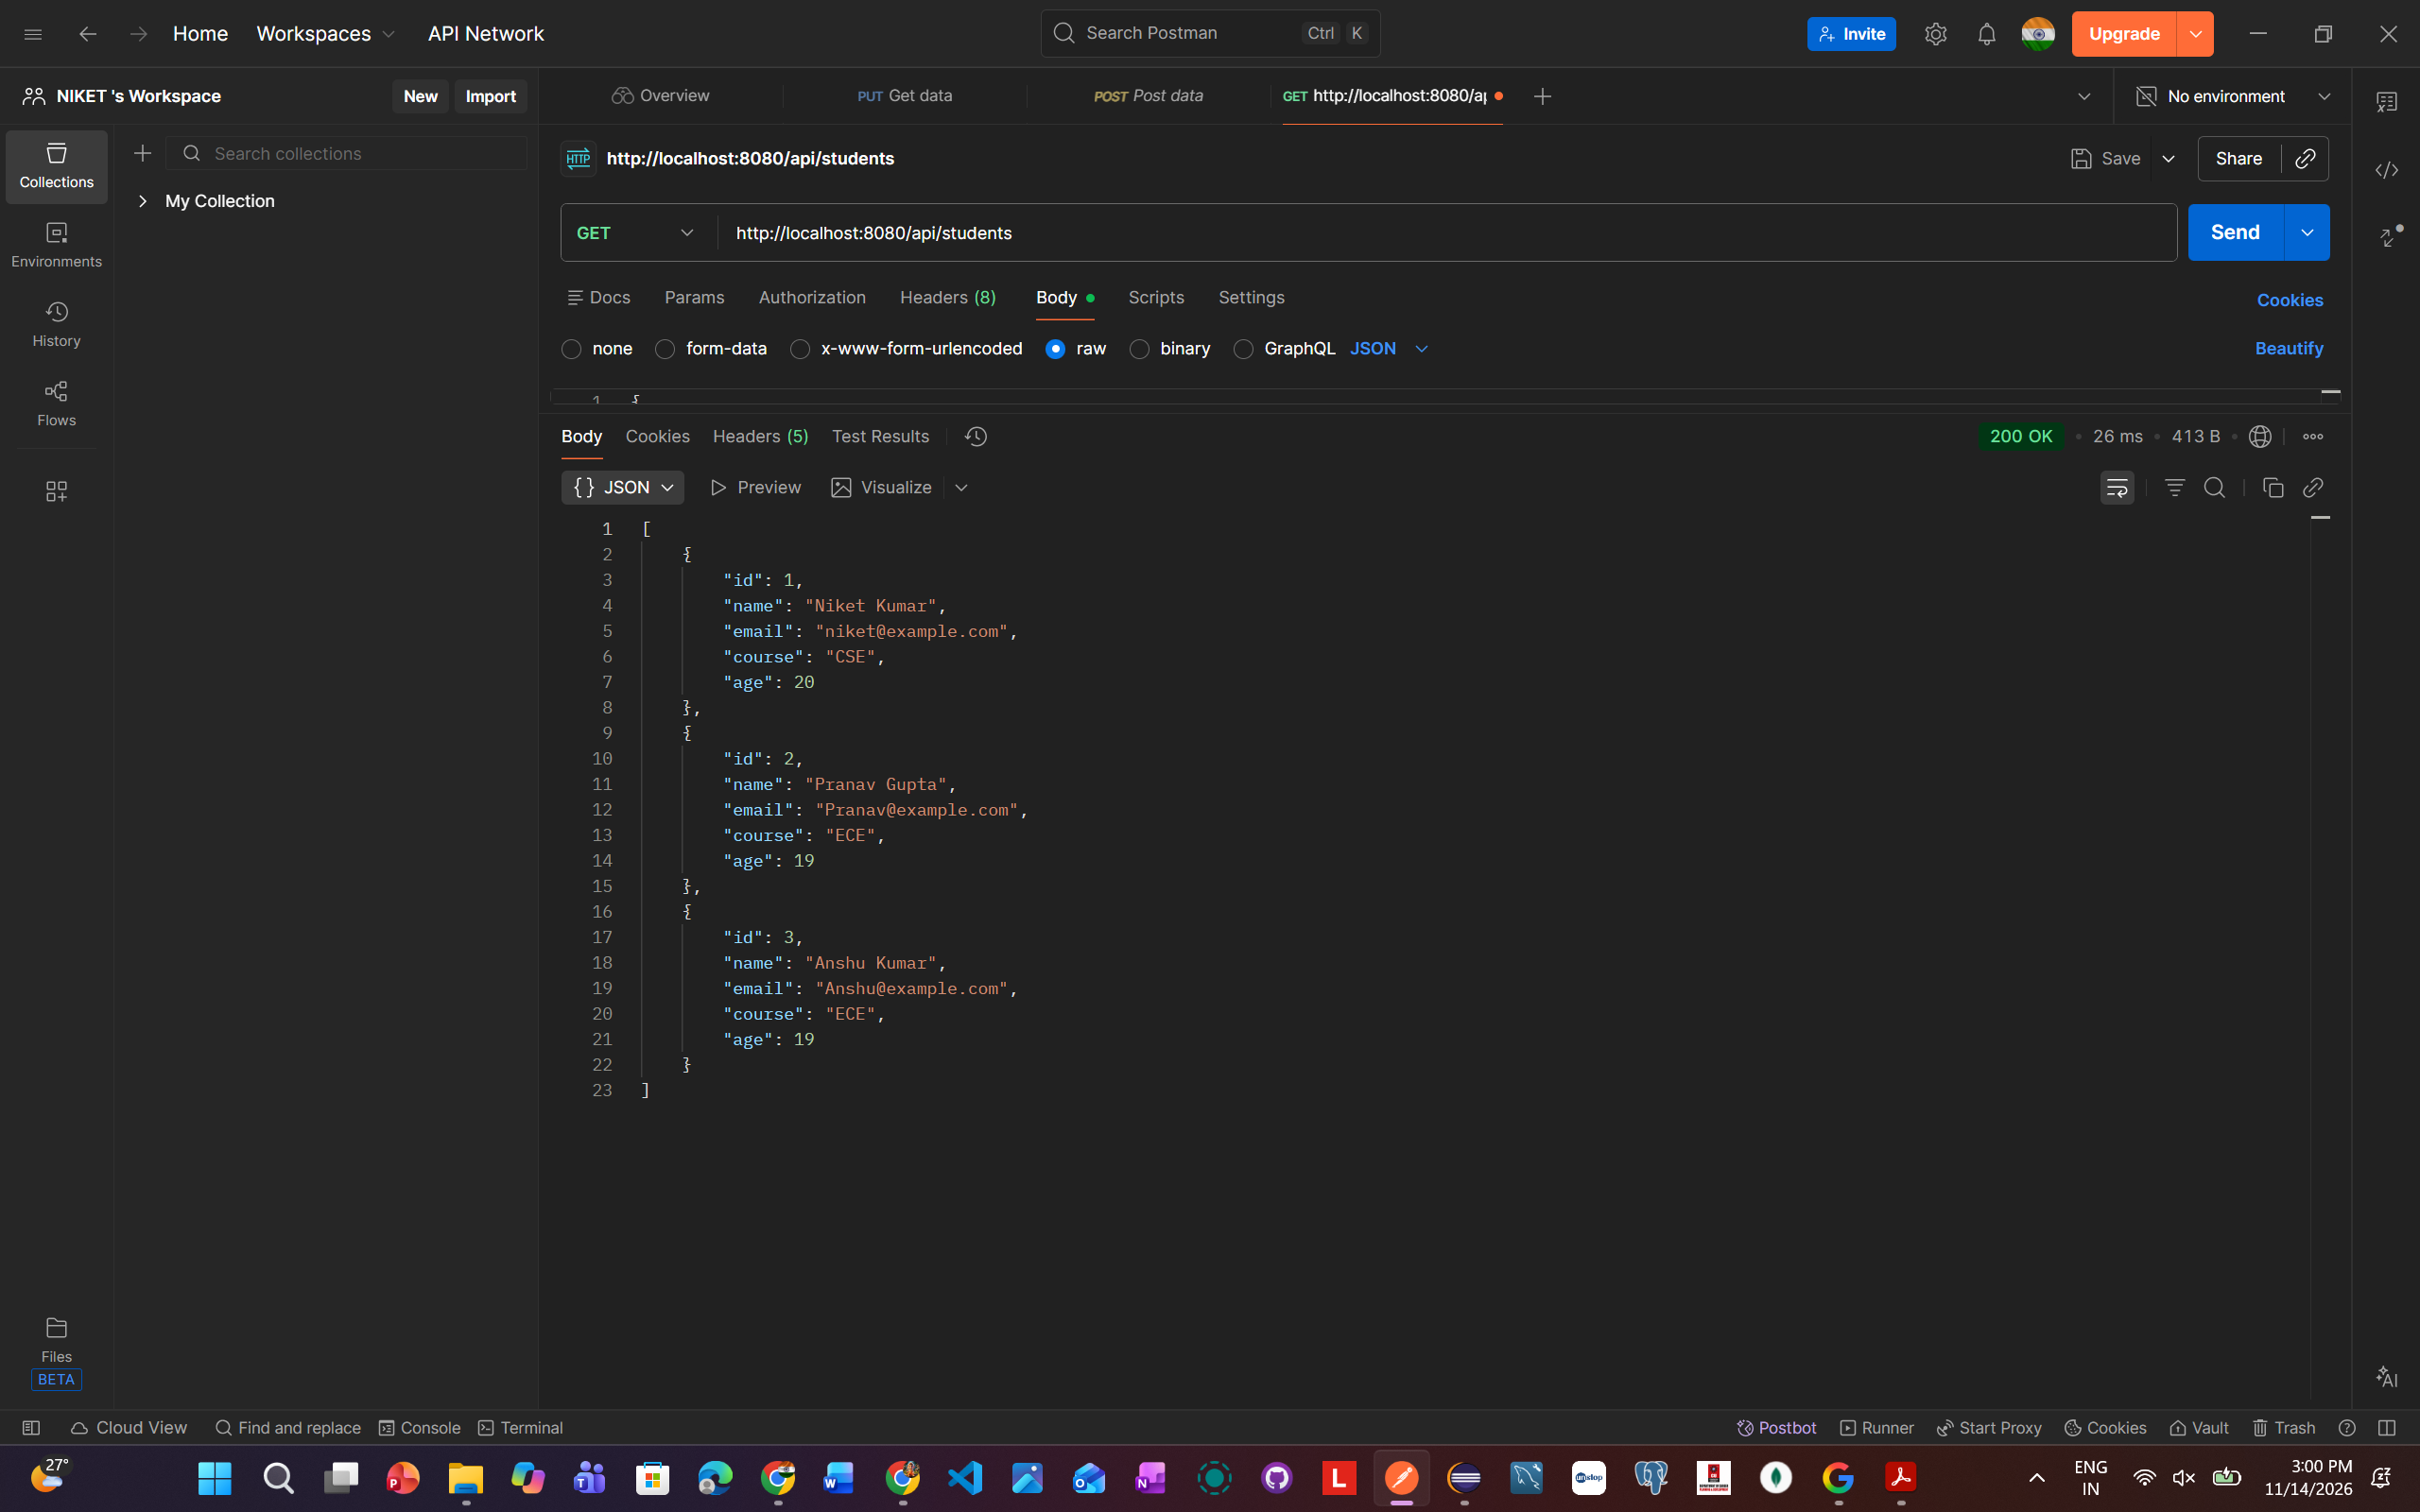 Home Workspaces API Network
Search Postman Ctrl K
Invite Upgrade
NIKET 's Workspace New Import
Overview PUT Get data POST Post data GET http://localhost:8080/a
No environment
Collections
Search collections
My Collection
Environments
History
Flows
Files
BETA
HTTP http://localhost:8080/api/students
Save Share
GET http://localhost:8080/api/students Send
Docs Params Authorization Headers (8) Body Scripts Settings Cookies
none form-data x-www-form-urlencoded raw binary GraphQL JSON Beautify
1 {
Body Cookies Headers (5) Test Results 200 OK • 26 ms • 413 B
{} JSON Preview Visualize
1 [
2 {
3 "id": 1,
4 "name": "Niket Kumar",
5 "email": "niket@example.com",
6 "course": "CSE",
7 "age": 20
8 },
9 {
10 "id": 2,
11 "name": "Pranav Gupta",
12 "email": "Pranav@example.com",
13 "course": "ECE",
14 "age": 19
15 },
16 {
17 "id": 3,
18 "name": "Anshu Kumar",
19 "email": "Anshu@example.com",
20 "course": "ECE",
21 "age": 19
22 }
23 ]
AI
Cloud View Find and replace Console Terminal
Postbot Runner Start Proxy Cookies Vault Trash
27°
unstop
L
ENG
IN
3:00 PM
11/14/2026